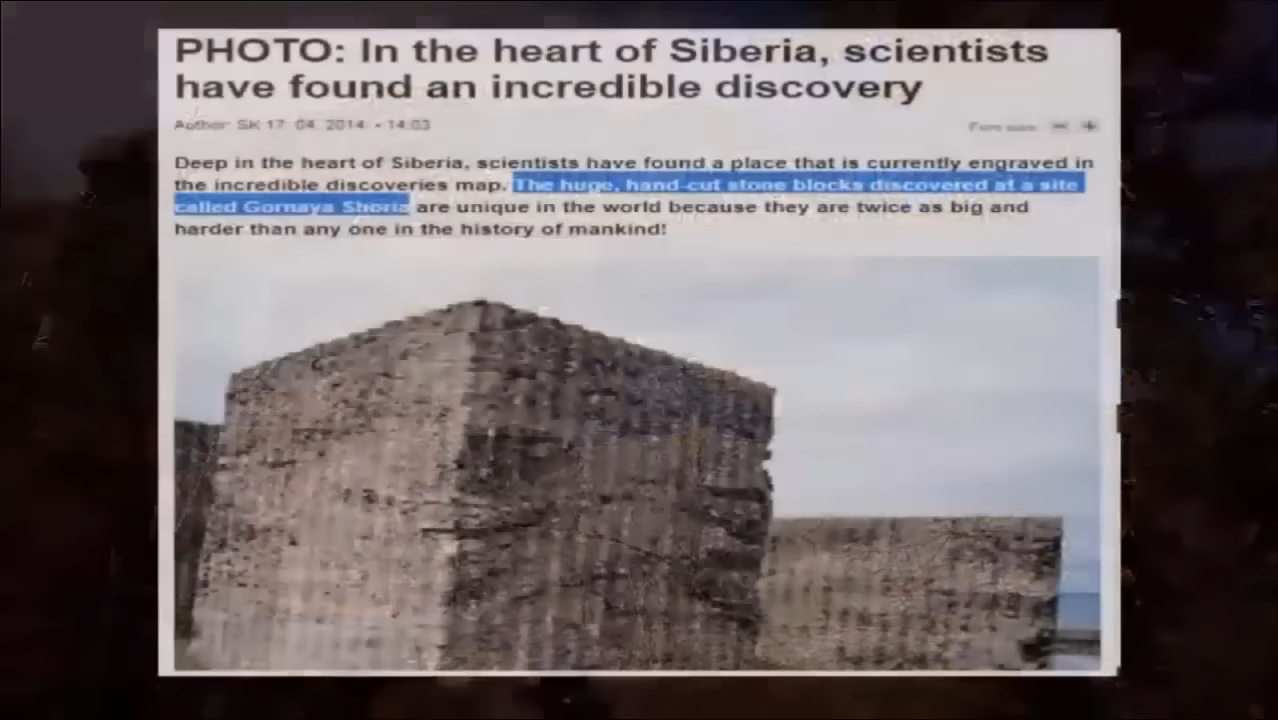 PHOTO: In the heart of Siberia, scientists
have found an incredible discovery
Author: SK 17. 04. 2014. - 14:03
Font size:
Deep in the heart of Siberia, scientists have found a place that is currently engraved in
the incredible discoveries map. The huge, hand-cut stone blocks discovered at a site
called Gornaya Shoria are unique in the world because they are twice as big and
harder than any one in the history of mankind!